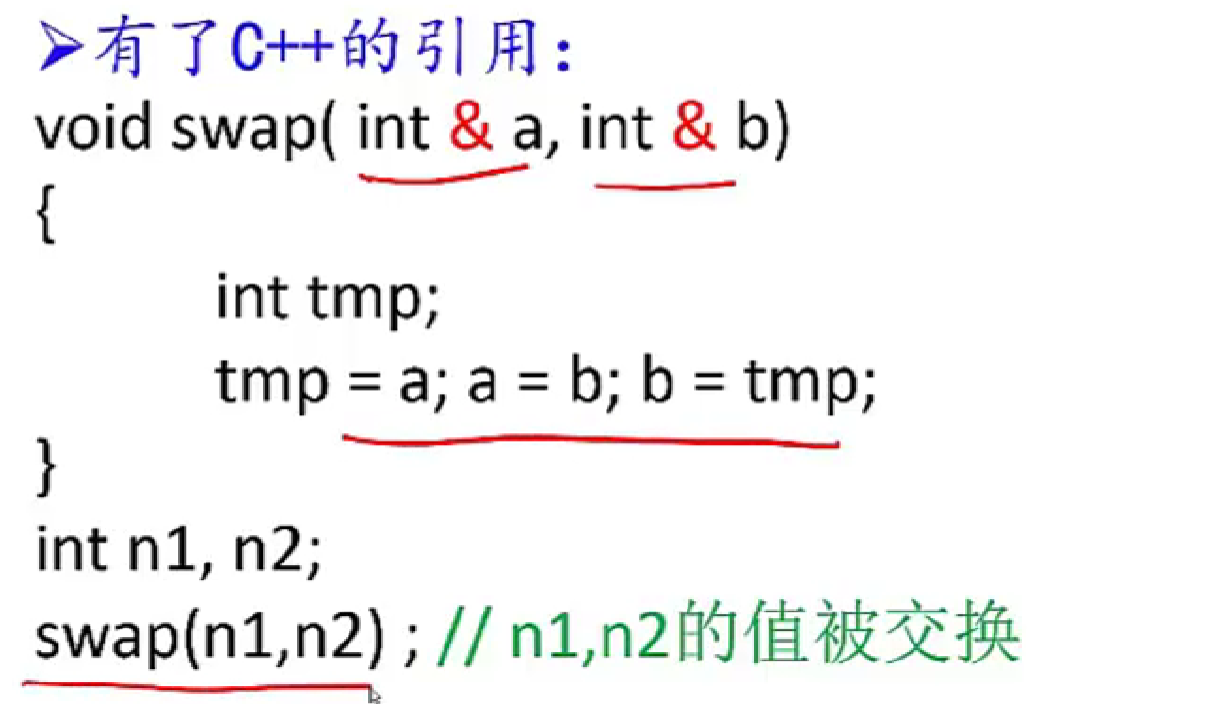 ➢有了C++的引用：
void swap( int & a, int & b)
{
int tmp;
tmp = a; a = b; b = tmp;
}
int n1, n2;
swap(n1,n2) ; // n1,n2的值被交换